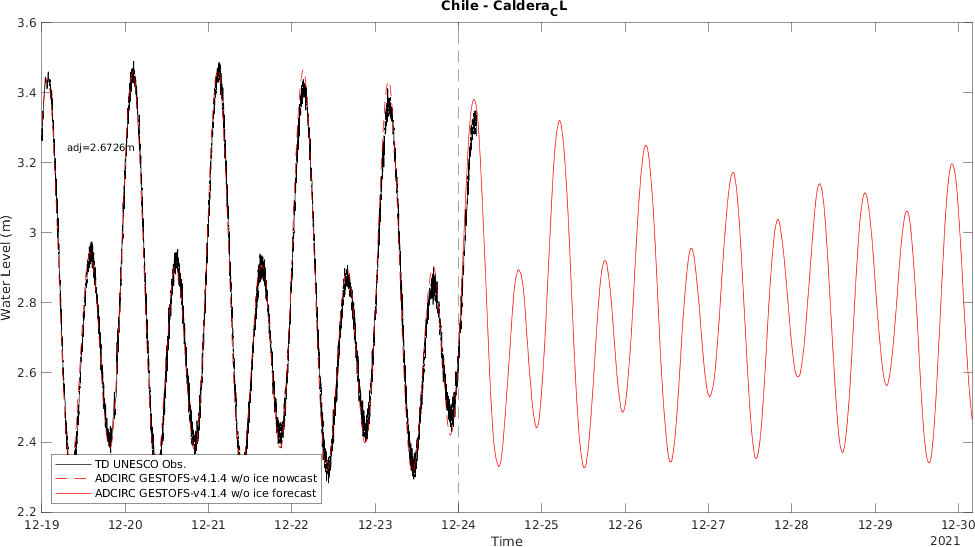 Chile - Caldera_CL
3.6
3.4
3.2
3
2.8
2.6
2.4
2.2
Water Level (m)
adj=2.6726m
TD UNESCO Obs.
ADCIRC GESTOFS-v4.1.4 w/o ice nowcast
ADCIRC GESTOFS-v4.1.4 w/o ice forecast
12-19 12-20 12-21 12-22 12-23 12-24 12-25 12-26 12-27 12-28 12-29 12-30
Time
2021